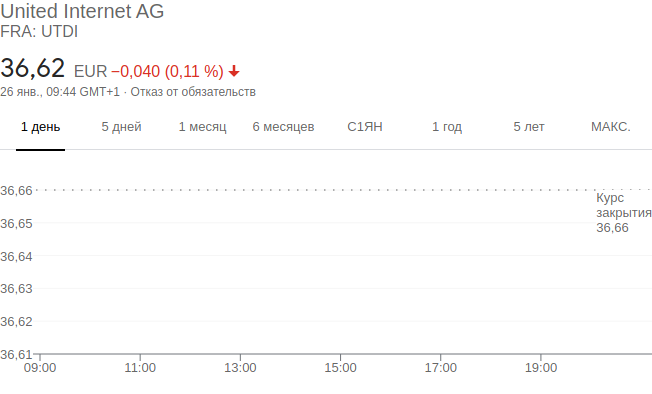 United Internet AG
FRA: UTDI
36,62 EUR −0,040 (0,11 %)
26 янв., 09:44 GMT+1 · Отказ от обязательств
1 день 5 дней 1 месяц 6 месяцев С1ЯН 1 год 5 лет МАКС.
36,66
Курс
закрытия
36,66
36,65
36,64
36,63
36,62
36,61
09:00 11:00 13:00 15:00 17:00 19:00